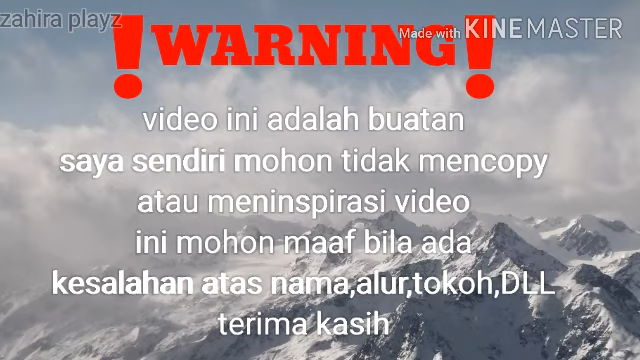 zahira playz
Made with KINEMASTER
❗WARNING❗
video ini adalah buatan
saya sendiri mohon tidak mencopy
atau meninspirasi video
ini mohon maaf bila ada
kesalahan atas nama,alur,tokoh,DLL
terima kasih